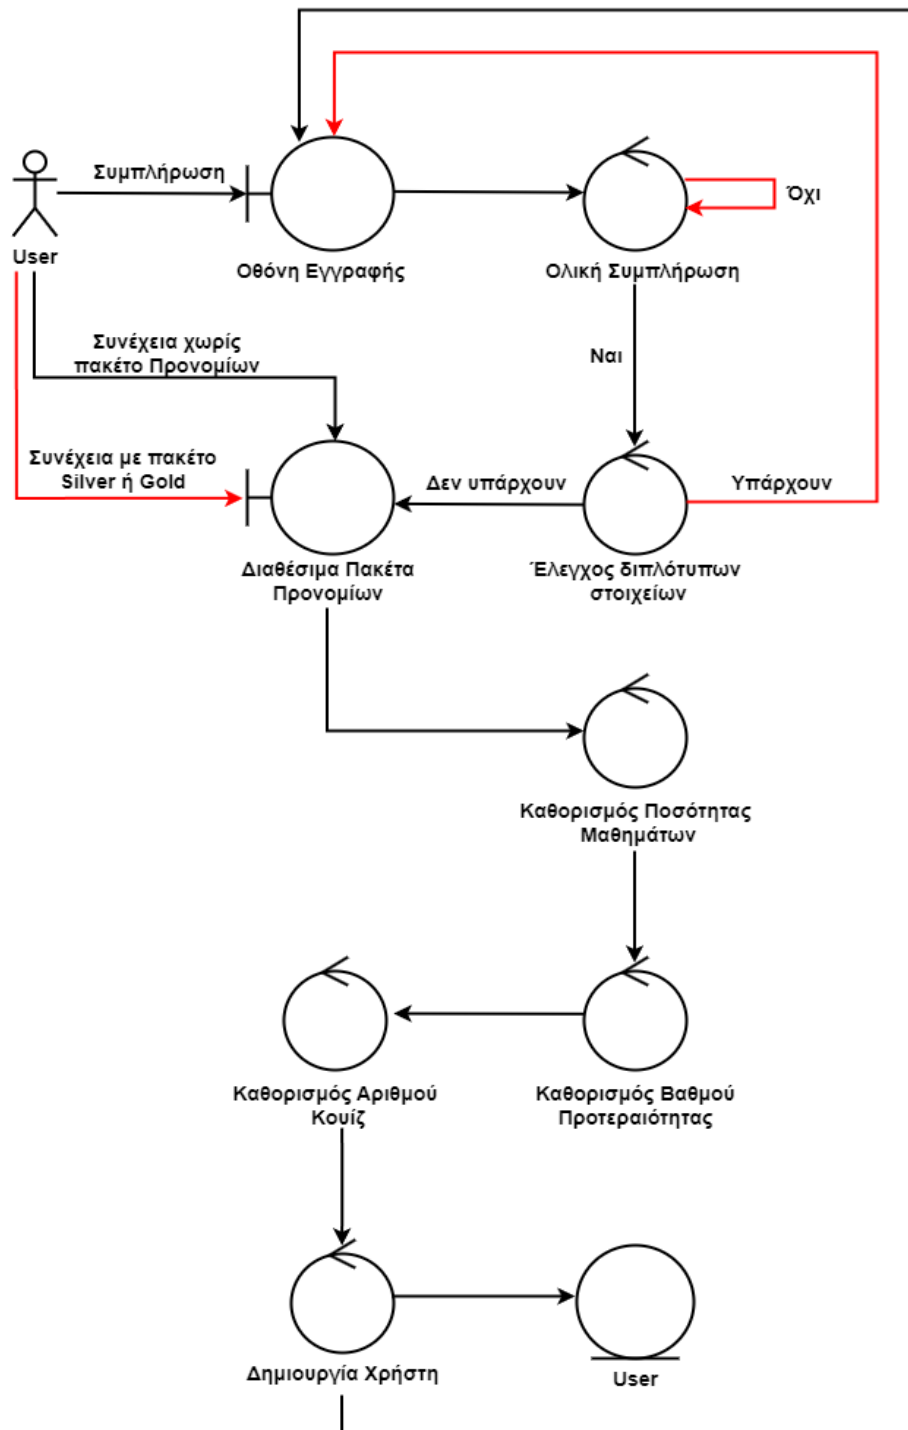 Συμπλήρωση
User
Οθόνη Εγγραφής
Ολική Συμπλήρωση
Όχι
Συνέχεια χωρίς
πακέτο Προνομίων
Ναι
Συνέχεια με πακέτο
Silver ή Gold
Δεν υπάρχουν
Υπάρχουν
Διαθέσιμα Πακέτα
Προνομίων
Έλεγχος διπλότυπων
στοιχείων
Καθορισμός Ποσότητας
Μαθημάτων
Καθορισμός Αριθμού
Κουίζ
Καθορισμός Βαθμού
Προτεραιότητας
Δημιουργία Χρήστη
User